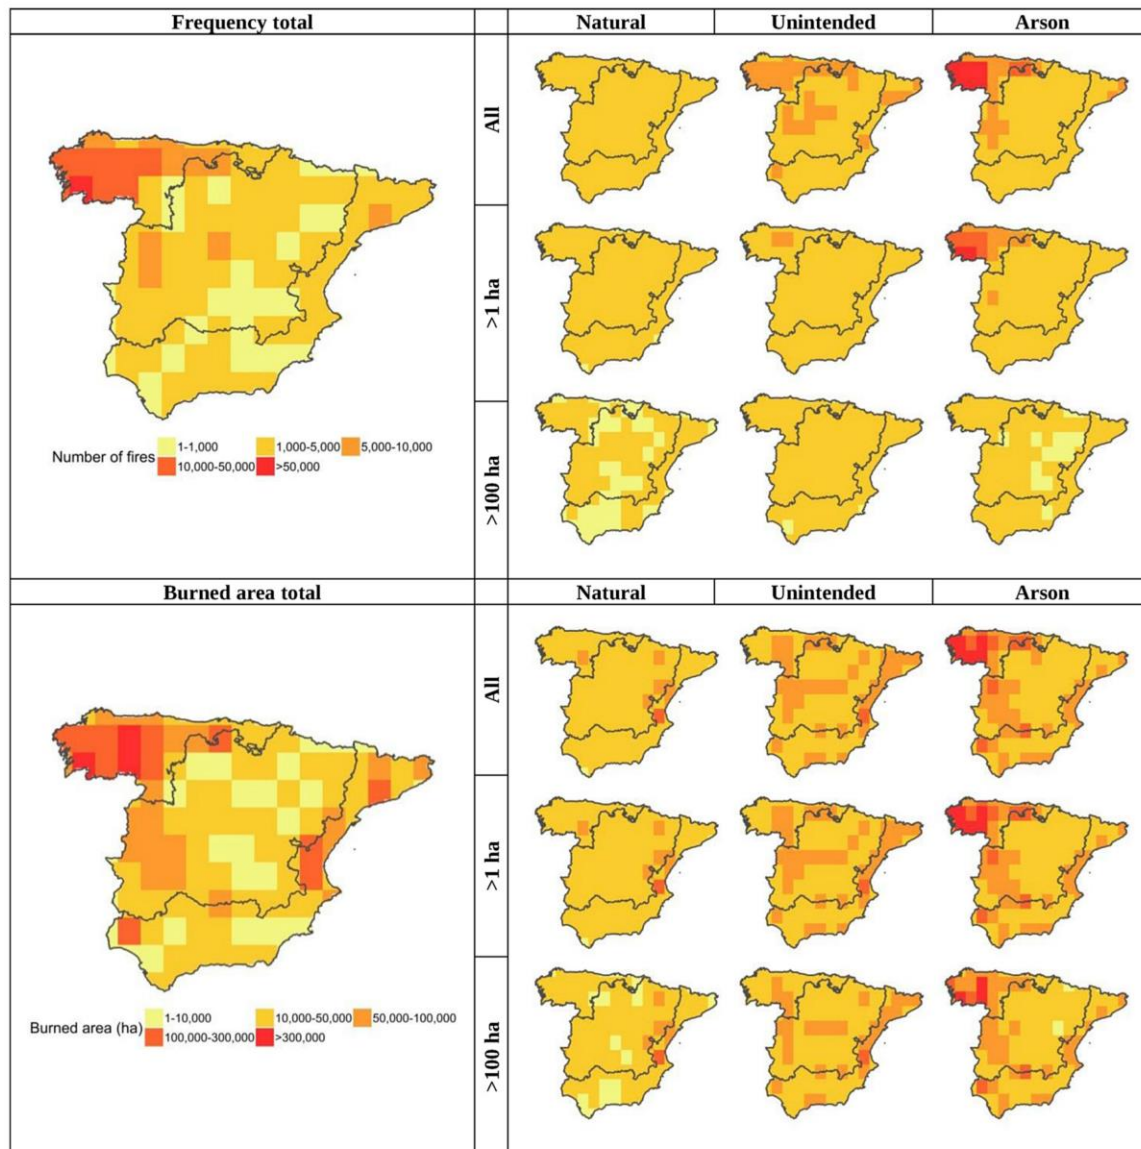 Frequency total
Natural
Unintended
Arson
All
>1 ha
>100 ha
Number of fires
1-1,000
1,000-5,000
5,000-10,000
10,000-50,000
>50,000
Burned area total
Natural
Unintended
Arson
All
>1 ha
>100 ha
Burned area (ha)
1-10,000
10,000-50,000
50,000-100,000
100,000-300,000
>300,000